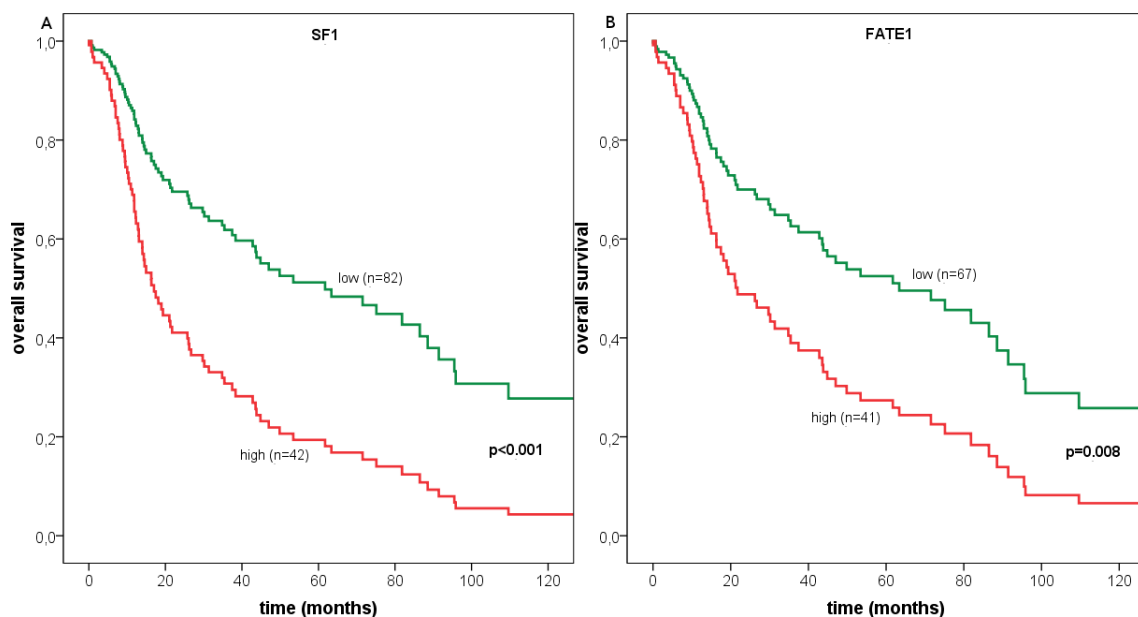 A
SF1
1,0
0,8
0,6
0,4
0,2
0,0
overall survival
low (n=82)
high (n=42)
p<0.001
0 20 40 60 80 100 120
time (months)
B
FATE1
1,0
0,8
0,6
0,4
0,2
0,0
overall survival
low (n=67)
high (n=41)
p=0.008
0 20 40 60 80 100 120
time (months)